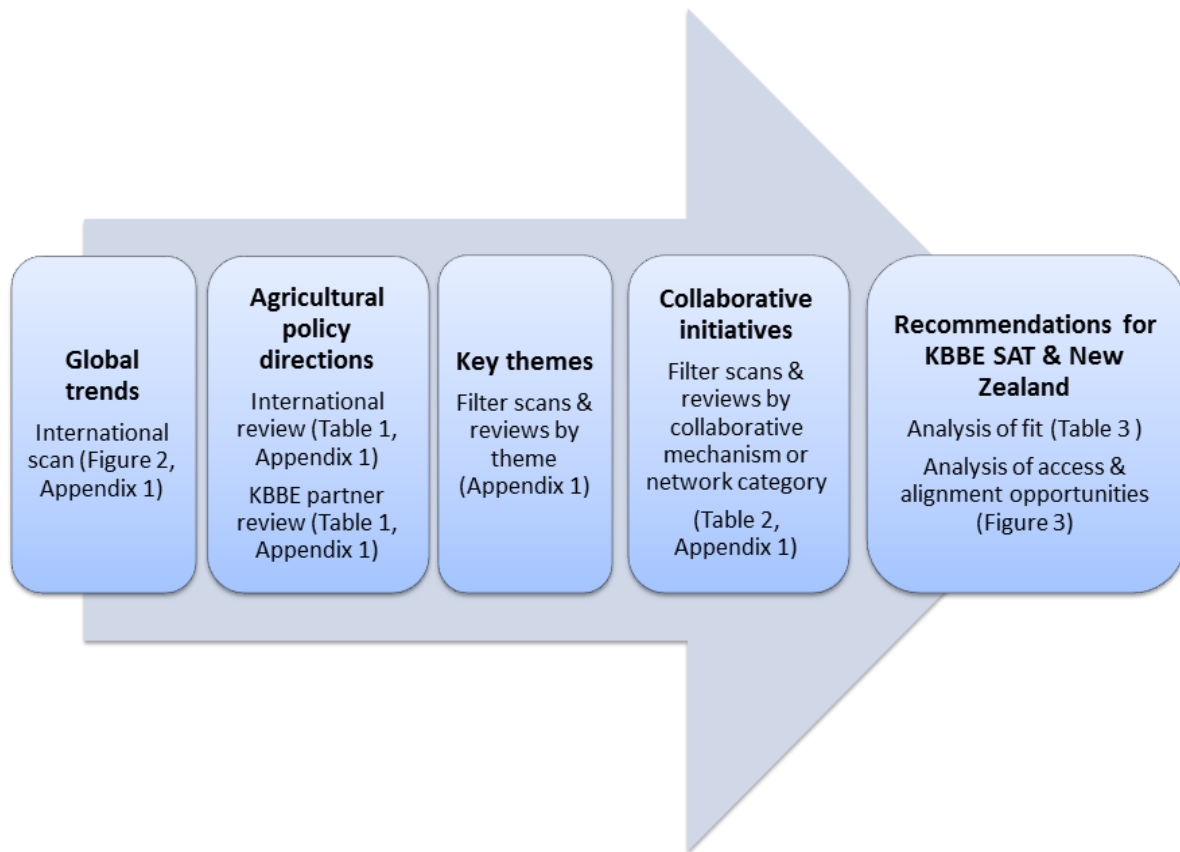 Global
trends
International
scan (Figure 2,
Appendix 1)
Agricultural
policy
directions
International
review (Table 1,
Appendix 1)
KBBE partner
review (Table 1,
Appendix 1)
Key themes
Filter scans &
reviews by
theme
(Appendix 1)
Collaborative
initiatives
Filter scans &
reviews by
collaborative
mechanism or
network category
(Table 2,
Appendix 1)
Recommendations for
KBBE SAT & New
Zealand
Analysis of fit (Table 3 )
Analysis of access &
alignment opportunities
(Figure 3)